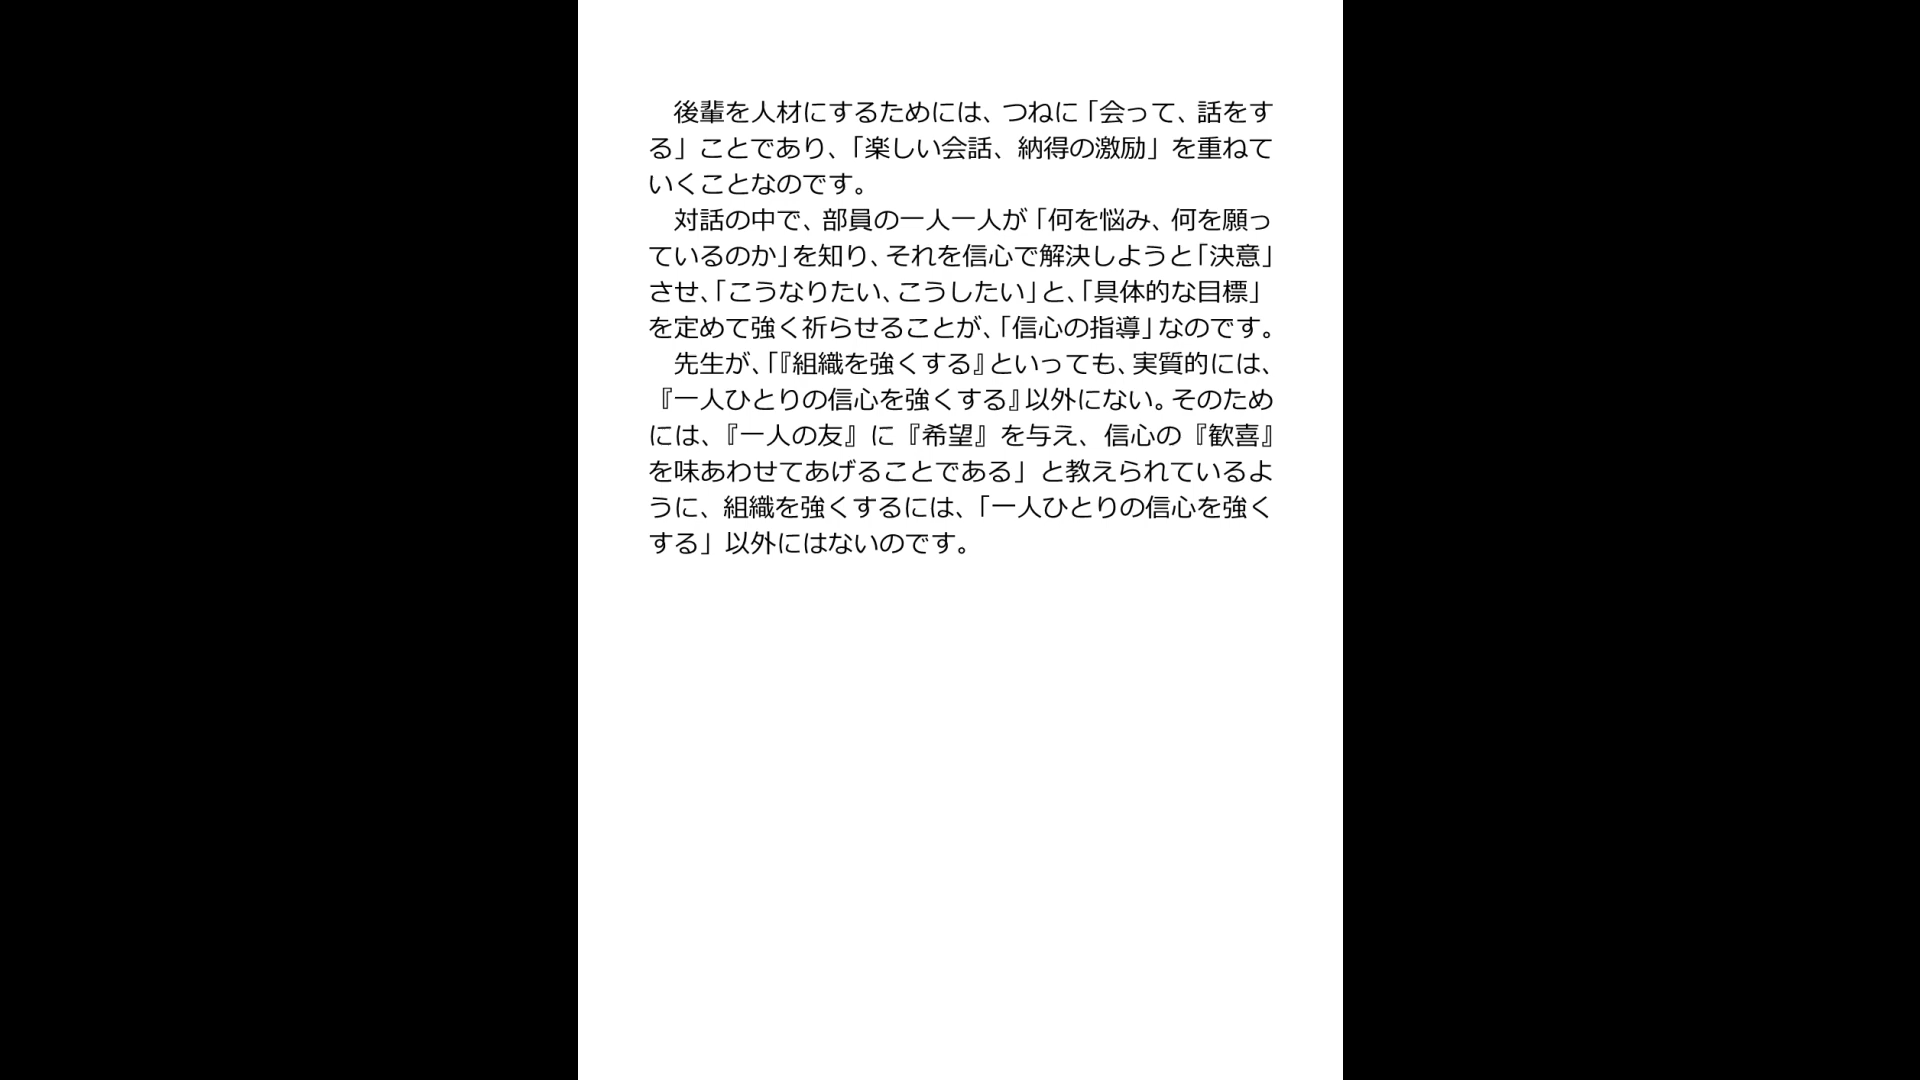 後輩を人材にするためには、つねに「会って、話をす
る」ことであり、「楽しい会話、納得の激励」を重ねて
いくことなのです。
　対話の中で、部員の一人一人が「何を悩み、何を願っ
ているのか」を知り、それを信心で解決しようと「決意」
させ、「こうなりたい、こうしたい」と、「具体的な目標」
を定めて強く祈らせることが、「信心の指導」なのです。
　先生が、「『組織を強くする』といっても、実質的には、
『一人ひとりの信心を強くする』以外にない。そのため
には、『一人の友』に『希望』を与え、信心の『歓喜』
を味あわせてあげることである」と教えられているよ
うに、組織を強くするには、「一人ひとりの信心を強く
する」以外にはないのです。